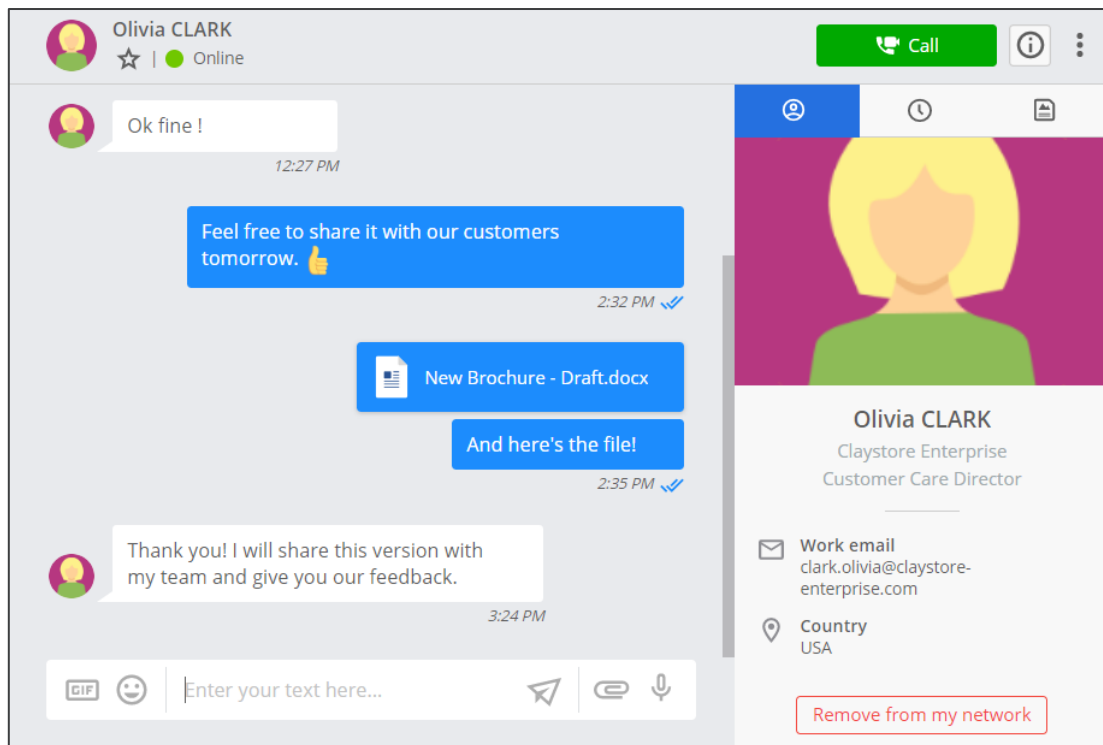 Olivia CLARK
| Online
Call
Ok fine !
12:27 PM
Feel free to share it with our customers
tomorrow. 👍
2:32 PM
New Brochure - Draft.docx
And here's the file!
2:35 PM
Thank you! I will share this version with
my team and give you our feedback.
3:24 PM
GIF
Enter your text here...
Olivia CLARK
Claystore Enterprise
Customer Care Director
Work email
clark.olivia@claystore-
enterprise.com
Country
USA
Remove from my network